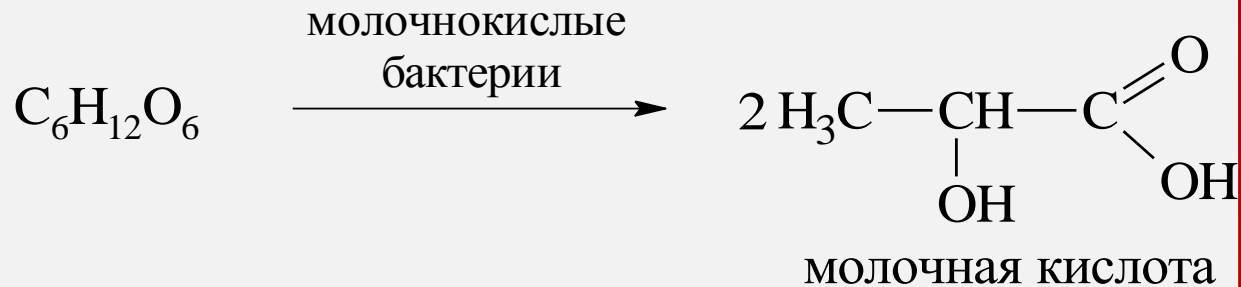 молочнокислые
бактерии
C₆H₁₂O₆
2 H₃C—CH—C
O
OH
OH
молочная кислота